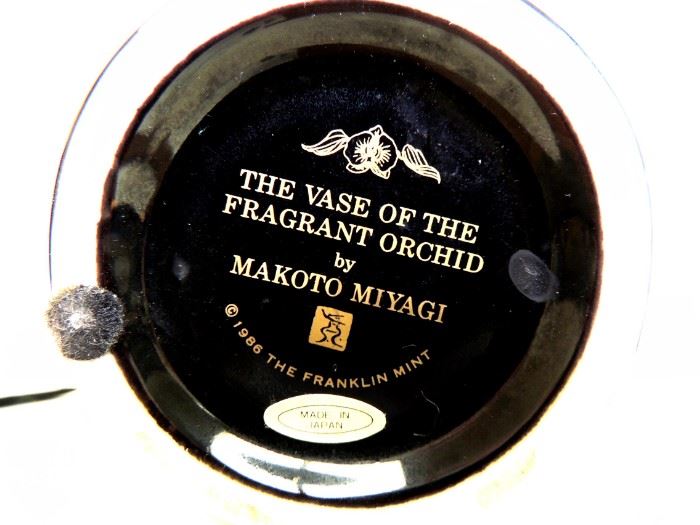 THE VASE OF THE
FRAGRANT ORCHID
by
MAKOTO MIYAGI
© 1986 THE FRANKLIN MINT
MADE IN
JAPAN